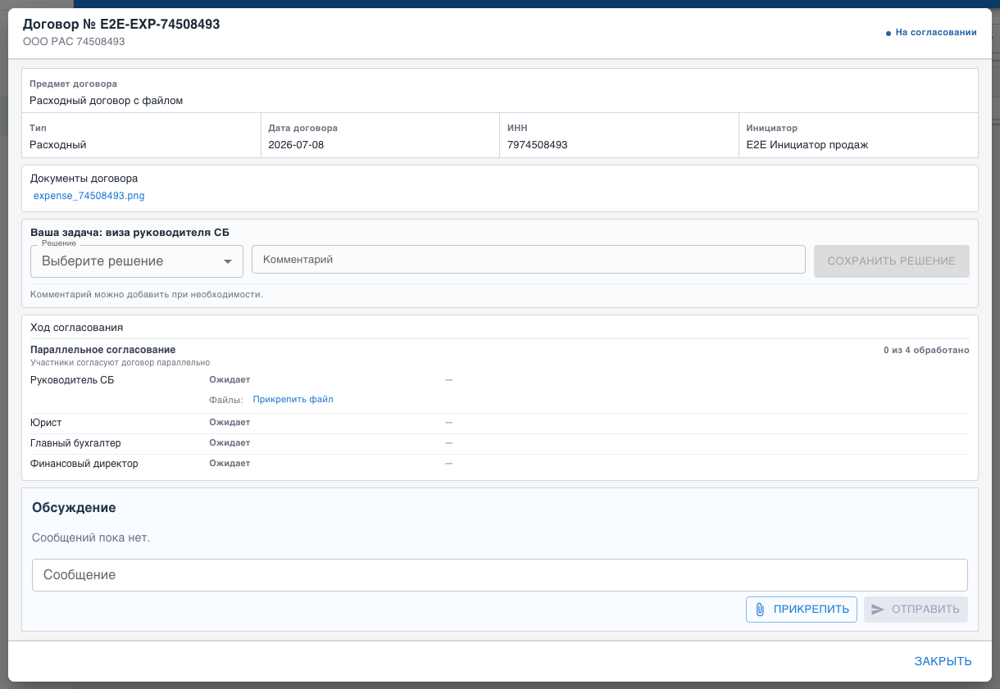 Договор № E2E-EXP-74508493
ООО РАС 74508493
На согласовании
Предмет договора
Расходный договор с файлом
Тип
Расходный
Дата договора
2026-07-08
ИНН
7974508493
Инициатор
E2E Инициатор продаж
Документы договора
expense_74508493.png
Ваша задача: виза руководителя СБ
Решение
Выберите решение
Комментарий
СОХРАНИТЬ РЕШЕНИЕ
Комментарий можно добавить при необходимости.
Ход согласования
Параллельное согласование
0 из 4 обработано
Участники согласуют договор параллельно
Руководитель СБ Ожидает —
Файлы: Прикрепить файл
Юрист Ожидает —
Главный бухгалтер Ожидает —
Финансовый директор Ожидает —
Обсуждение
Сообщений пока нет.
Сообщение
ПРИКРЕПИТЬ
ОТПРАВИТЬ
ЗАКРЫТЬ